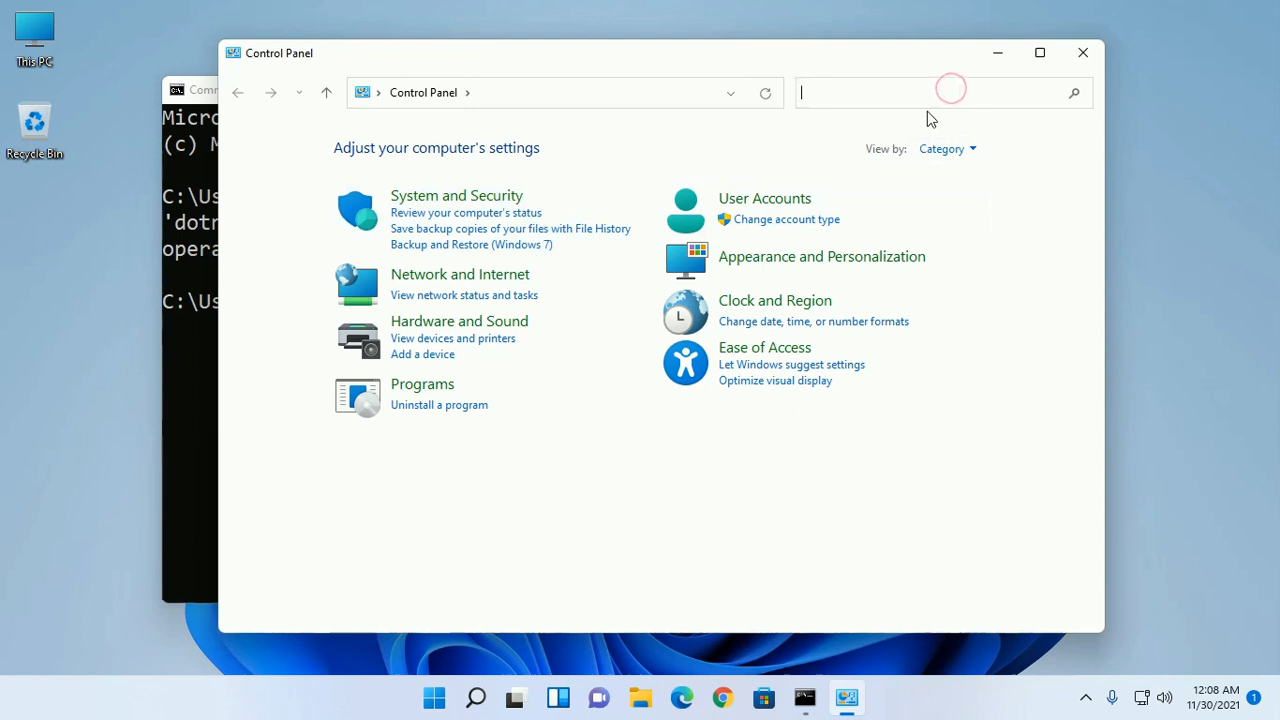 This PC
Recycle Bin
Comm
Micro
(c) M
C:\Us
'dotn
opera
C:\Us
Control Panel
Control Panel
Adjust your computer's settings
View by: Category
System and Security
Review your computer's status
Save backup copies of your files with File History
Backup and Restore (Windows 7)
Network and Internet
View network status and tasks
Hardware and Sound
View devices and printers
Add a device
Programs
Uninstall a program
User Accounts
Change account type
Appearance and Personalization
Clock and Region
Change date, time, or number formats
Ease of Access
Let Windows suggest settings
Optimize visual display
12:08 AM
11/30/2021
1